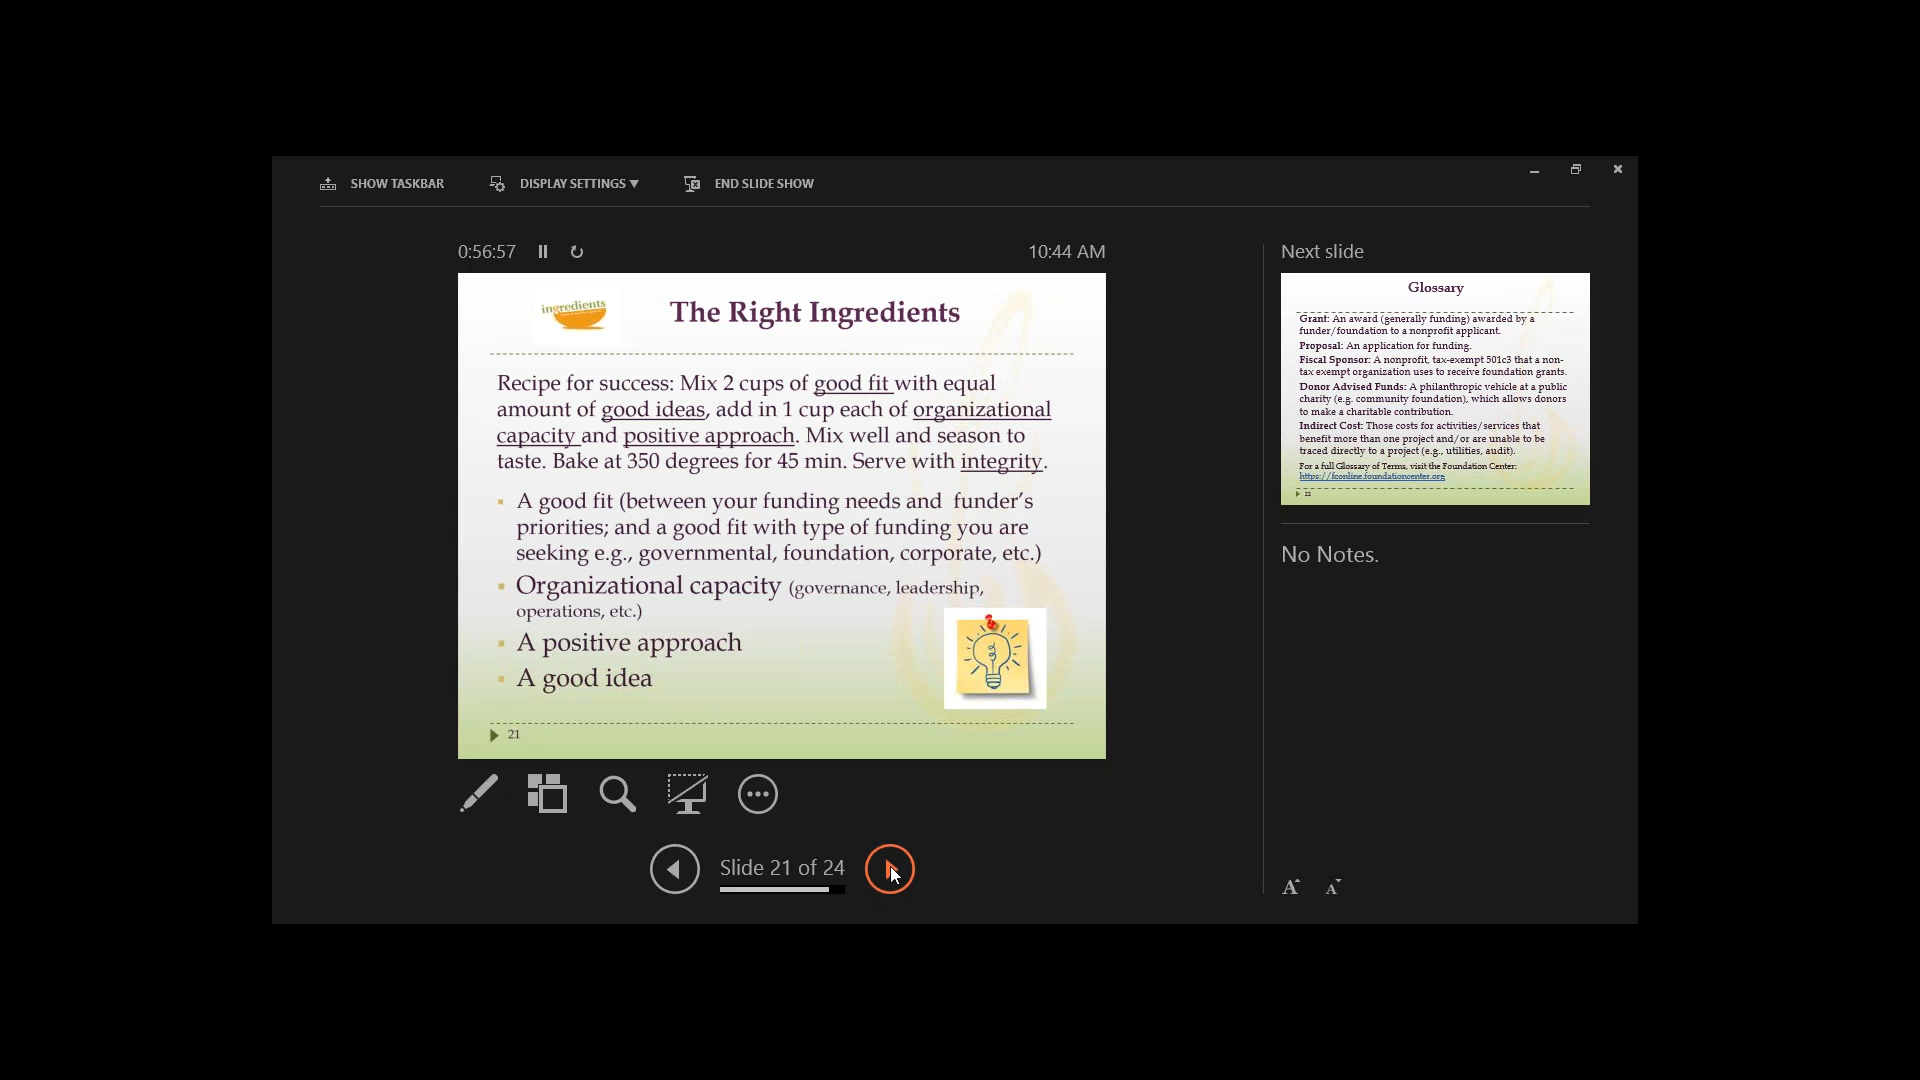 SHOW TASKBAR
DISPLAY SETTINGS ▼
END SLIDE SHOW
0:56:57
10:44 AM
ingredients
The Right Ingredients
Recipe for success: Mix 2 cups of good fit with equal
amount of good ideas, add in 1 cup each of organizational
capacity and positive approach. Mix well and season to
taste. Bake at 350 degrees for 45 min. Serve with integrity.
▪ A good fit (between your funding needs and funder's
priorities; and a good fit with type of funding you are
seeking e.g., governmental, foundation, corporate, etc.)
▪ Organizational capacity (governance, leadership,
operations, etc.)
▪ A positive approach
▪ A good idea
21
Slide 21 of 24
Next slide
Glossary
Grant: An award (generally funding) awarded by a
funder/foundation to a nonprofit applicant.
Proposal: An application for funding.
Fiscal Sponsor: A nonprofit, tax-exempt 501c3 that a non-
tax exempt organization uses to receive foundation grants.
Donor Advised Funds: A philanthropic vehicle at a public
charity (e.g. community foundation), which allows donors
to make a charitable contribution.
Indirect Cost: Those costs for activities/services that
benefit more than one project and/or are unable to be
traced directly to a project (e.g., utilities, audit).
For a full Glossary of Terms, visit the Foundation Center:
https://fconline.foundationcenter.org
22
No Notes.
A A